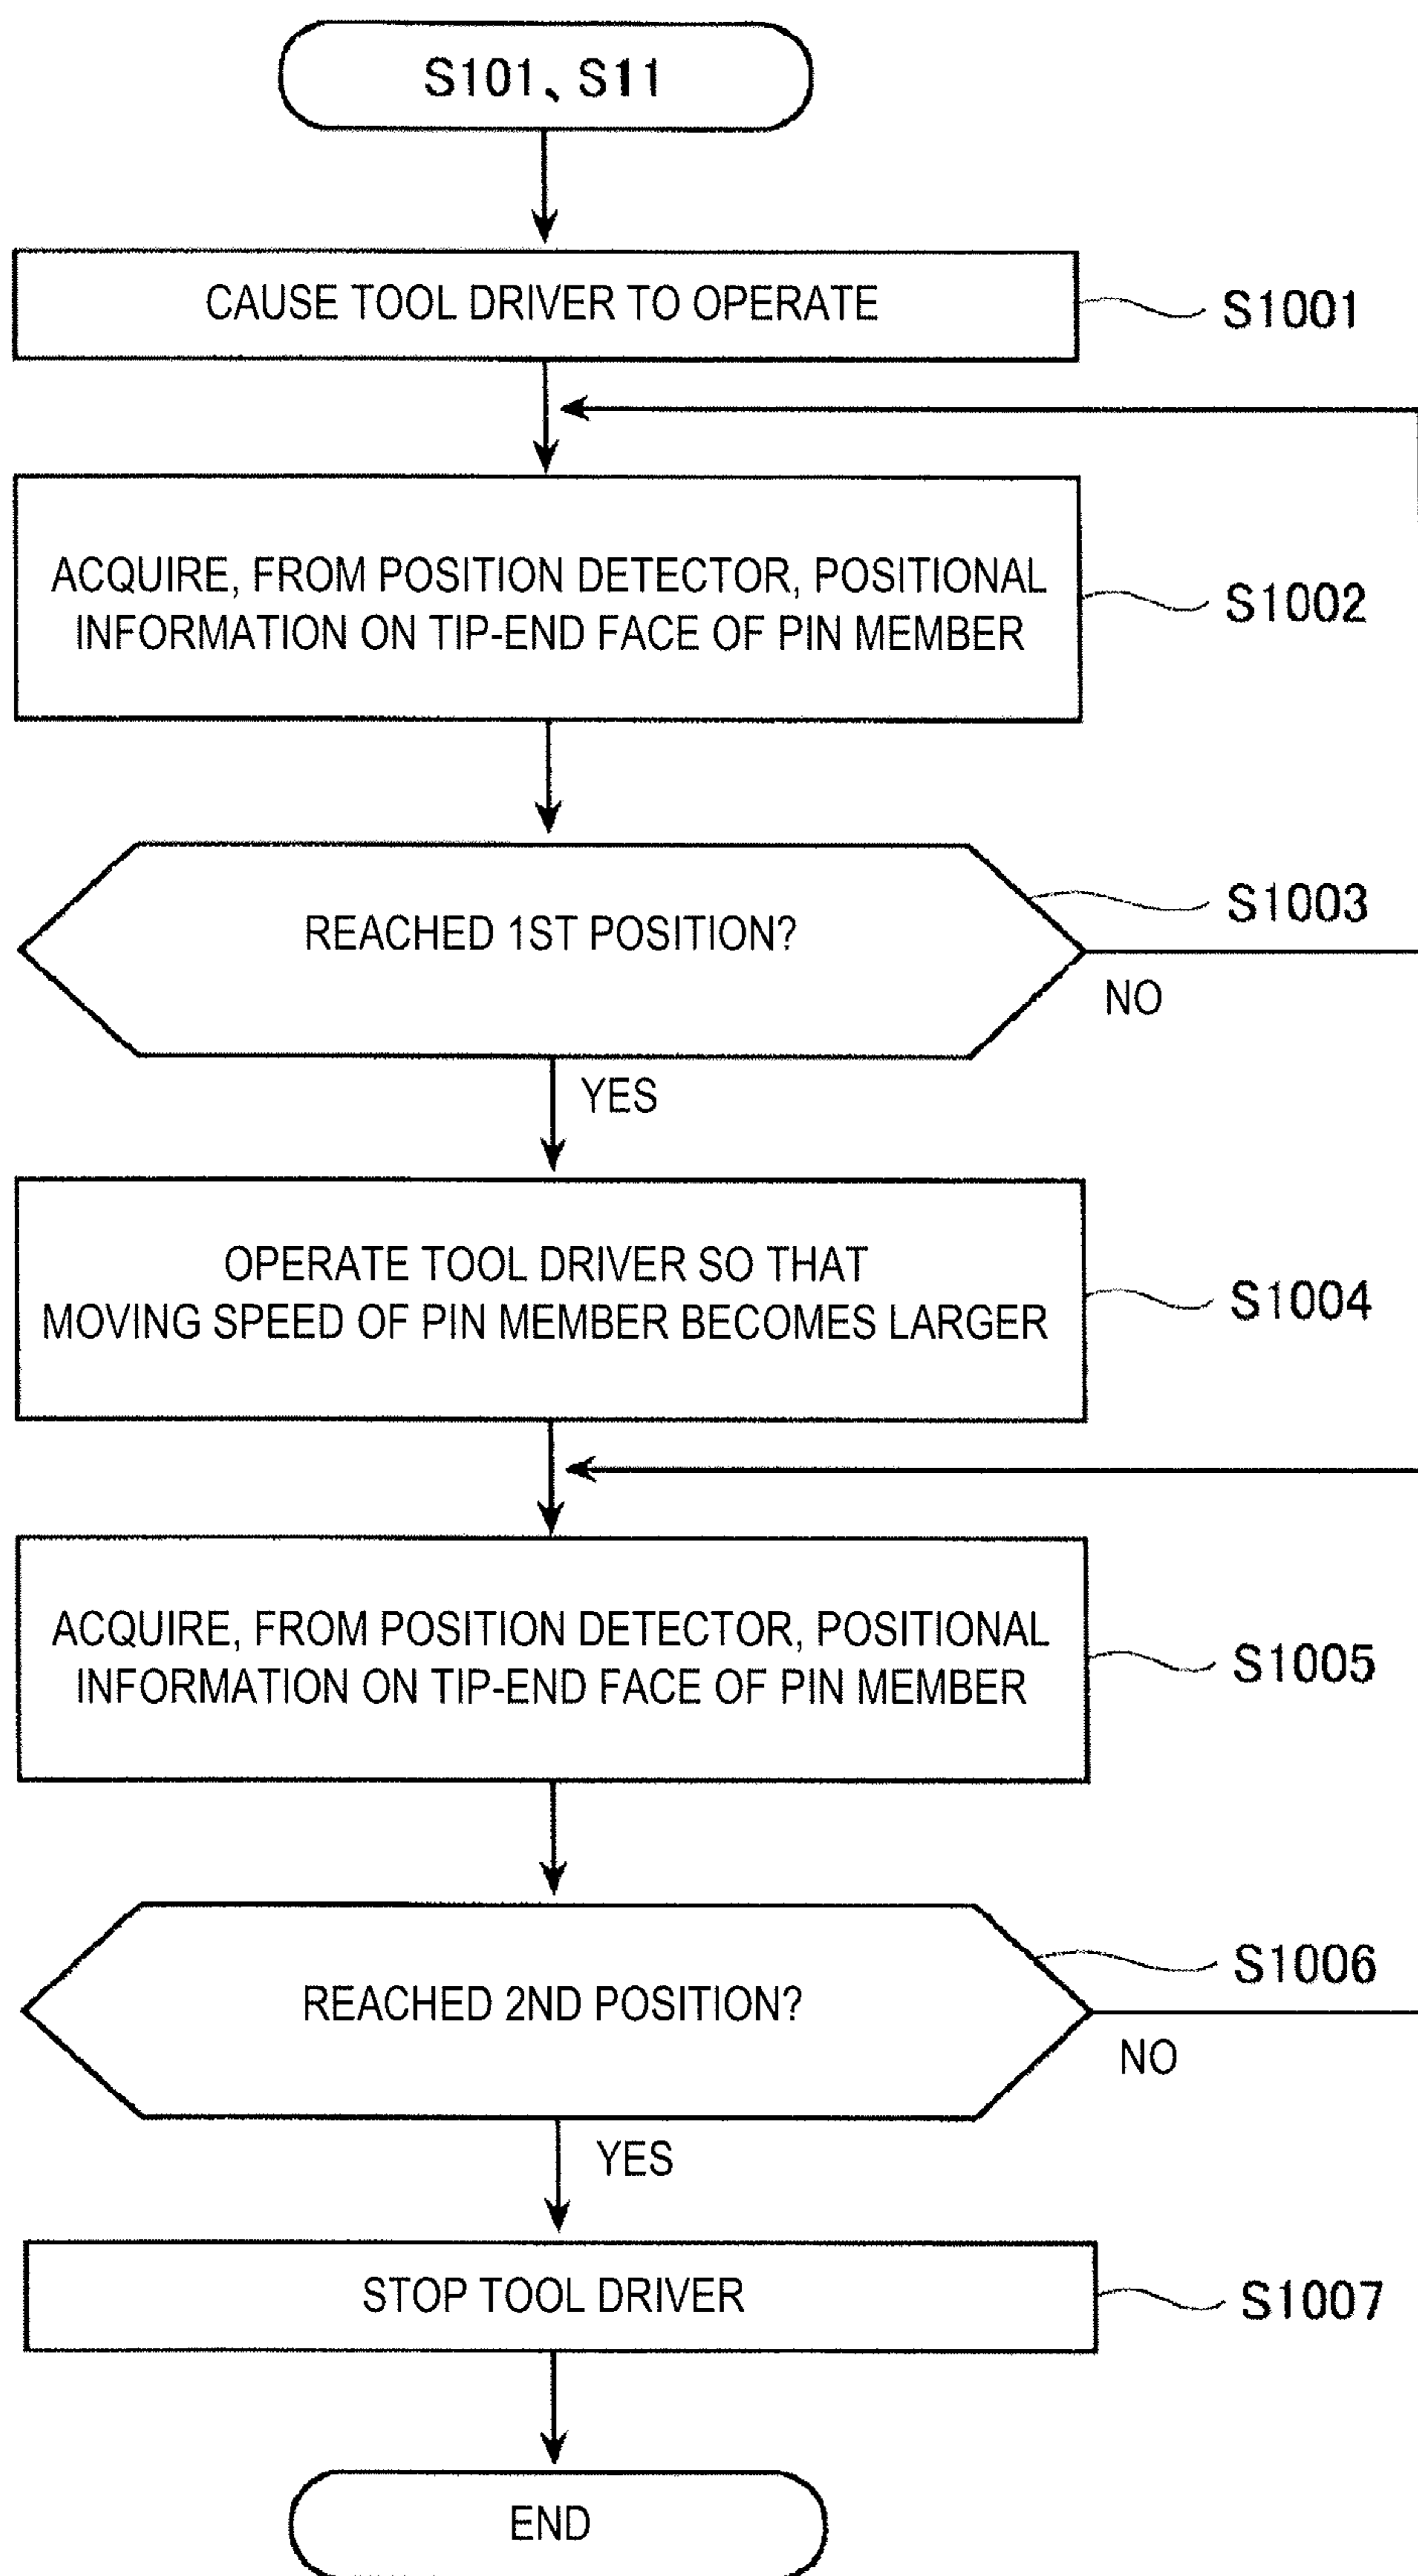 S101、S11
CAUSE TOOL DRIVER TO OPERATE
S1001
ACQUIRE, FROM POSITION DETECTOR, POSITIONAL
INFORMATION ON TIP-END FACE OF PIN MEMBER
S1002
REACHED 1ST POSITION?
S1003
NO
YES
OPERATE TOOL DRIVER SO THAT
MOVING SPEED OF PIN MEMBER BECOMES LARGER
S1004
ACQUIRE, FROM POSITION DETECTOR, POSITIONAL
INFORMATION ON TIP-END FACE OF PIN MEMBER
S1005
REACHED 2ND POSITION?
S1006
NO
YES
STOP TOOL DRIVER
S1007
END